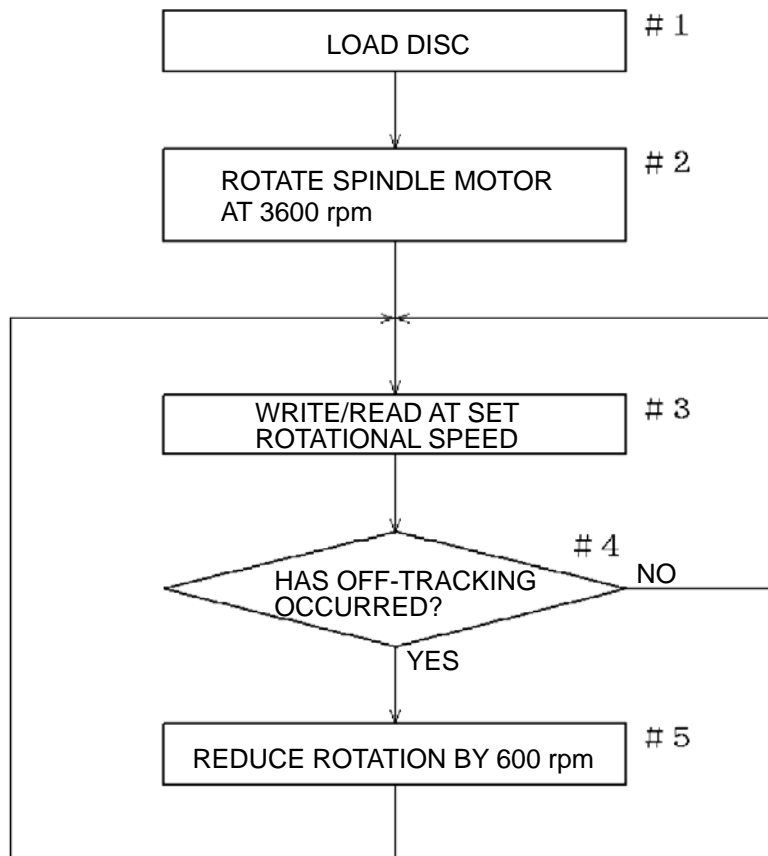 LOAD DISC
# 1
ROTATE SPINDLE MOTOR
AT 3600 rpm
# 2
WRITE/READ AT SET
ROTATIONAL SPEED
# 3
# 4
HAS OFF-TRACKING
OCCURRED?
NO
YES
REDUCE ROTATION BY 600 rpm
# 5